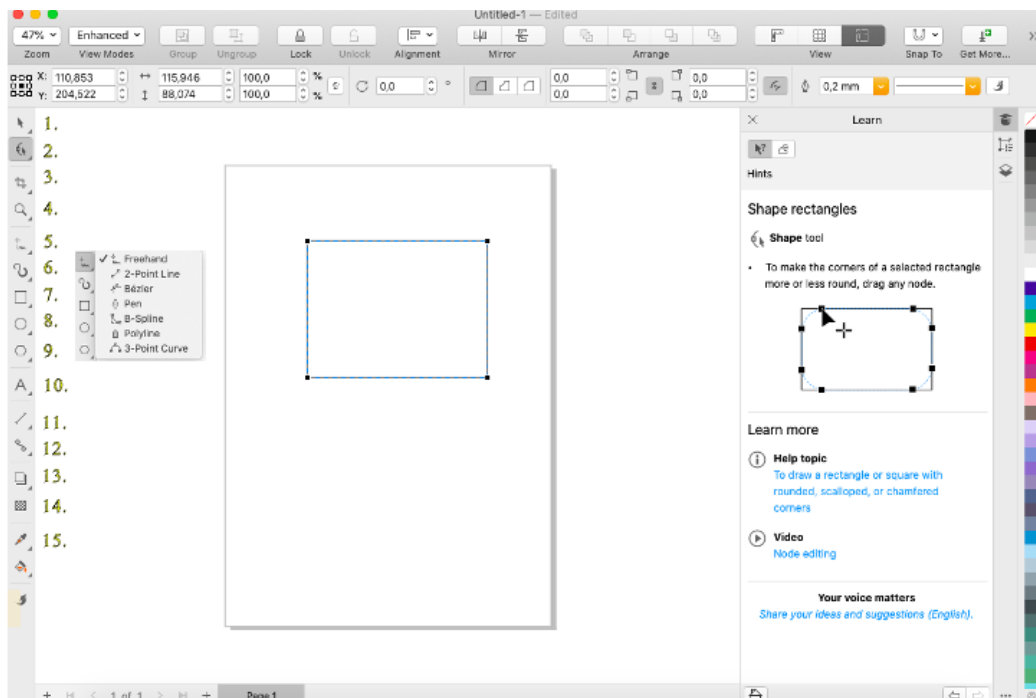 Untitled-1 — Edited
47% Enhanced
Zoom View Modes Group Ungroup Lock Unlock Alignment Mirror Arrange View Snap To Get More...
X: 110,853 115,946 100,0 % 0,0 ° 0,0 0,0 0,2 mm
Y: 204,522 88,074 100,0 % 0,0 0,0
Learn
1.
2.
3.
4.
5.
6.
7.
8.
9.
10.
11.
12.
13.
14.
15.
Freehand
2-Point Line
Bézier
Pen
B-Spline
Polyline
3-Point Curve
Hints
Shape rectangles
Shape tool
• To make the corners of a selected rectangle
more or less round, drag any node.
Learn more
Help topic
To draw a rectangle or square with
rounded, scalloped, or chamfered
corners
Video
Node editing
Your voice matters
Share your ideas and suggestions (English).
1 of 1 Page 1